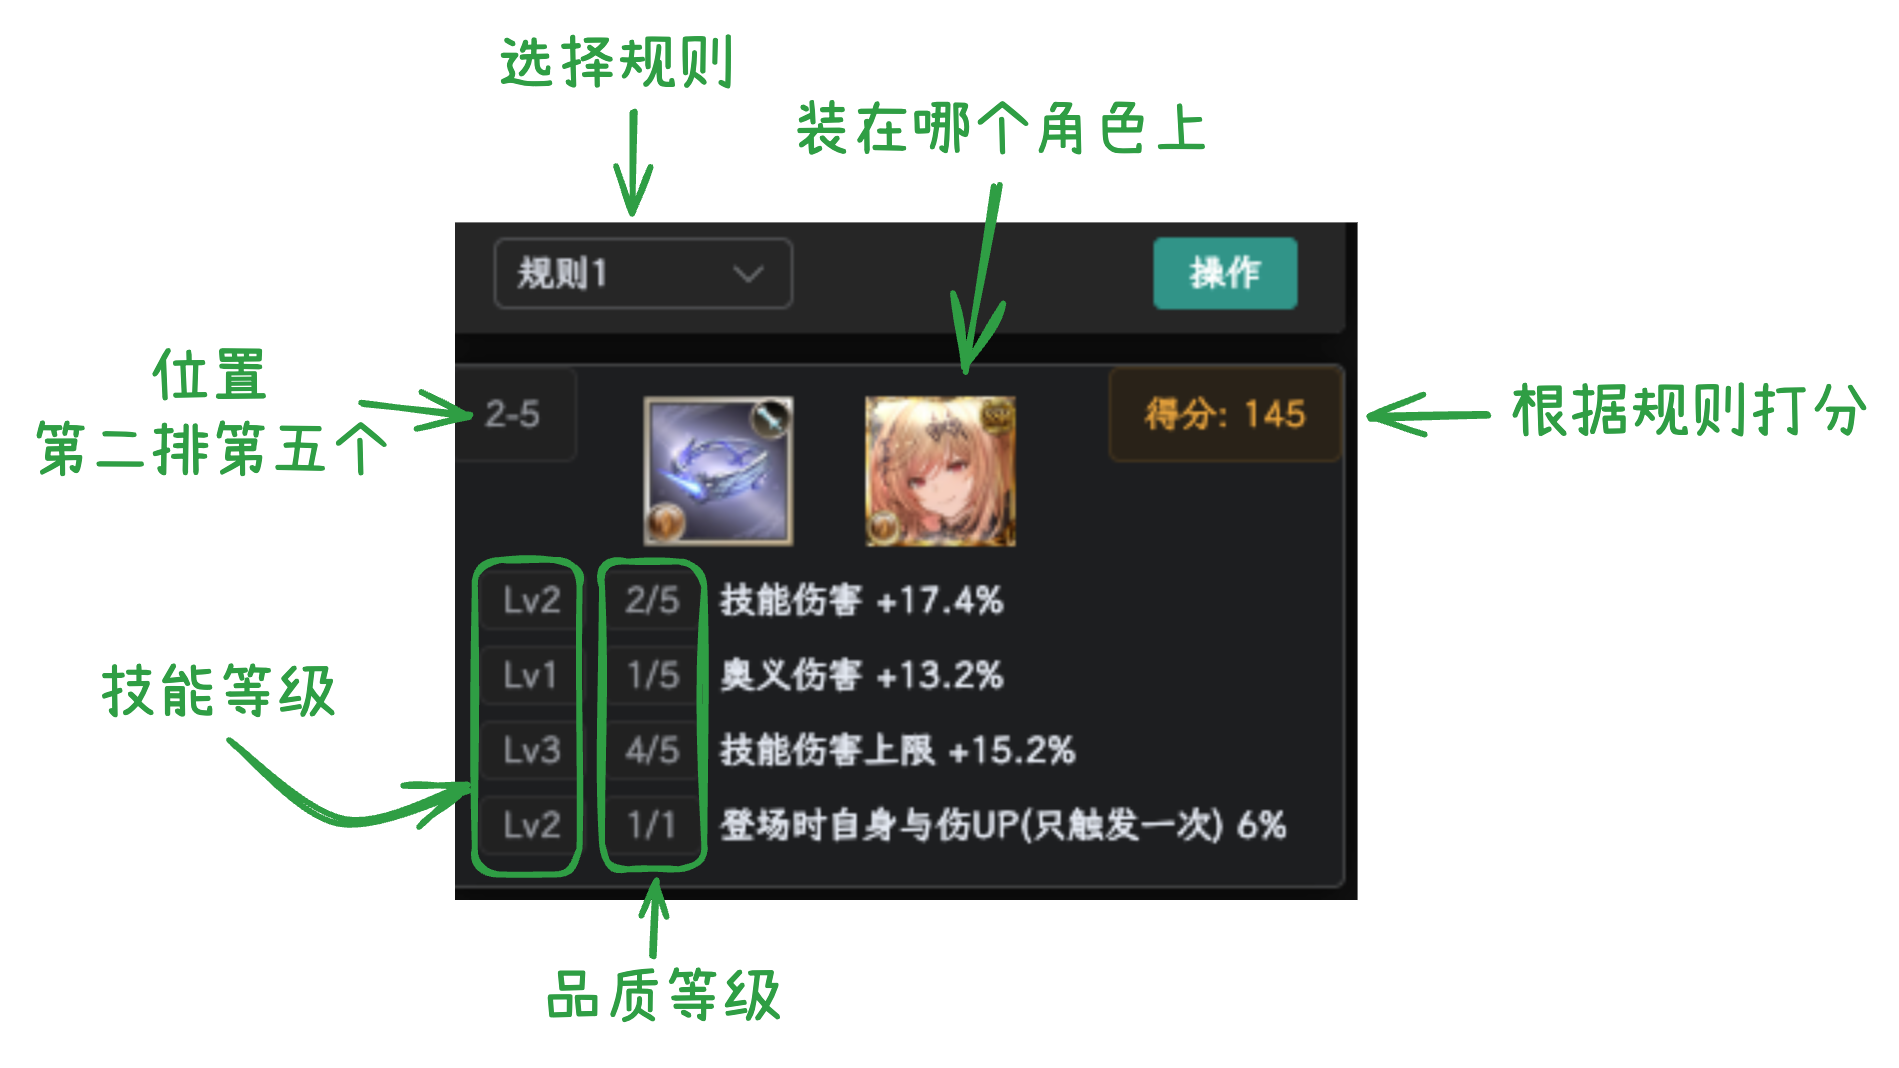 选择规则
装在哪个角色上
规则1
操作
位置
第二排第五个
2-5
得分: 145
根据规则打分
Lv2 2/5 技能伤害 +17.4%
Lv1 1/5 奥义伤害 +13.2%
技能等级
Lv3 4/5 技能伤害上限 +15.2%
Lv2 1/1 登场时自身与伤UP(只触发一次) 6%
品质等级